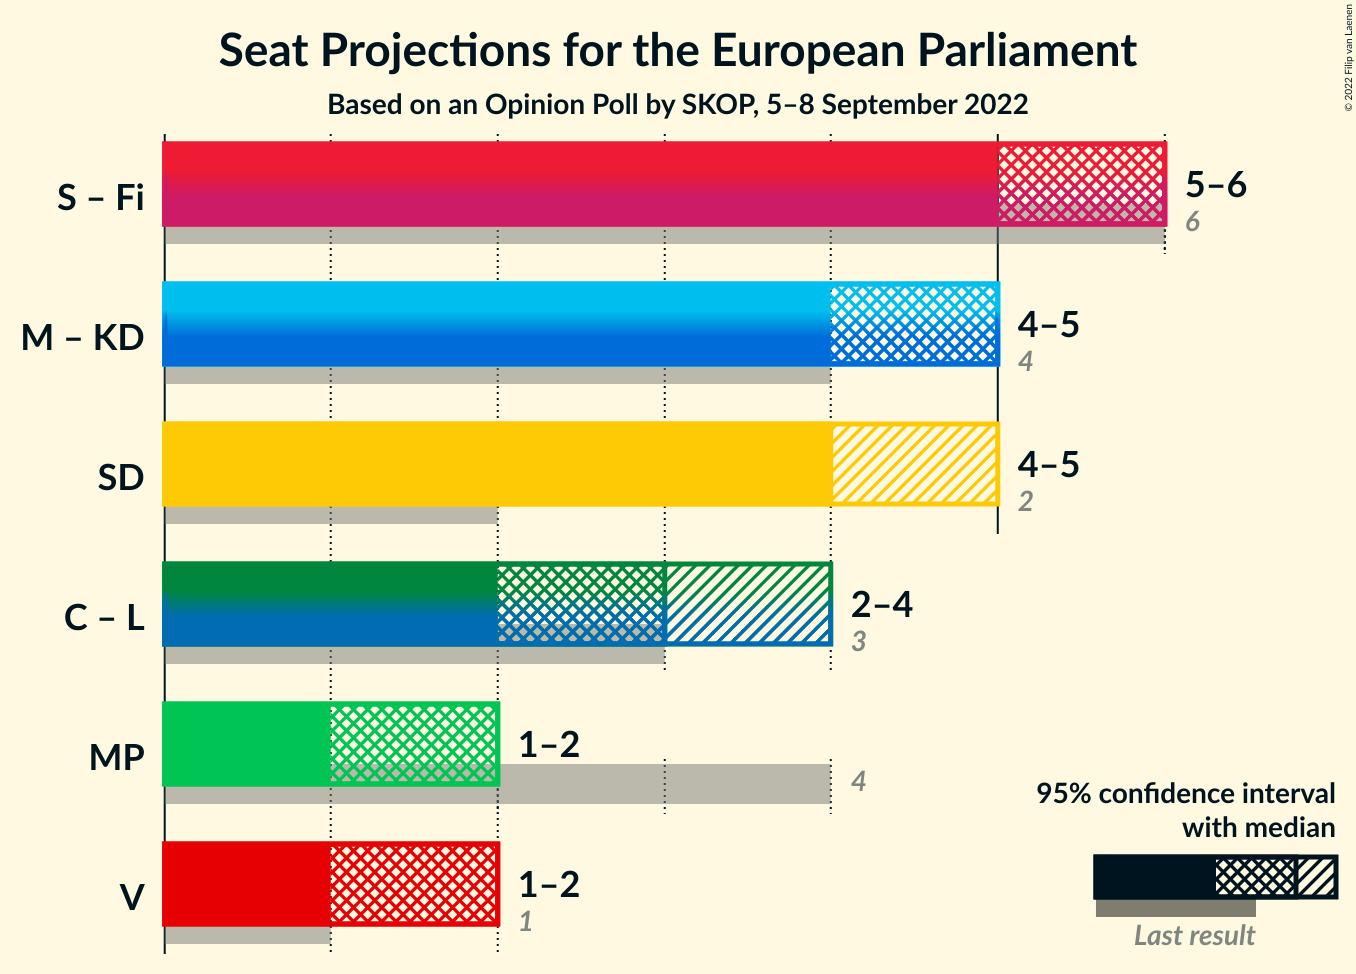 Seat Projections for the European Parliament
Based on an Opinion Poll by SKOP, 5–8 September 2022
© 2022 Filip van Laenen
S – Fi
5–6
6
M – KD
4–5
4
SD
4–5
2
C – L
2–4
3
MP
1–2
4
V
1–2
1
95% confidence interval
with median
Last result